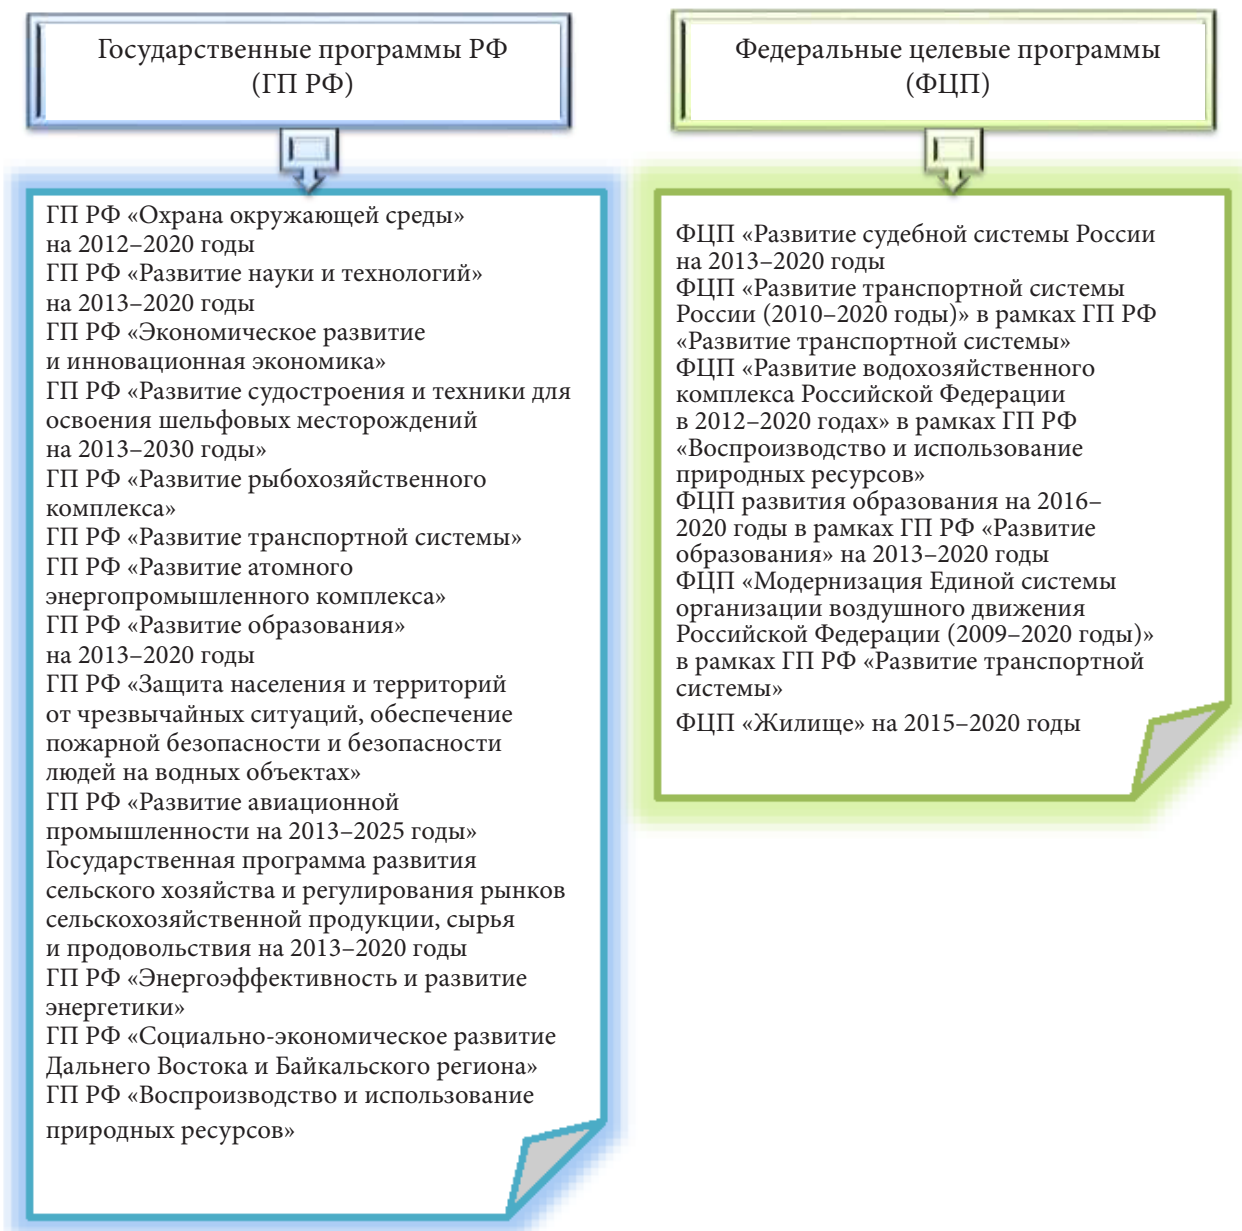 Государственные программы РФ
(ГП РФ)
ГП РФ «Охрана окружающей среды»
на 2012–2020 годы
ГП РФ «Развитие науки и технологий»
на 2013–2020 годы
ГП РФ «Экономическое развитие
и инновационная экономика»
ГП РФ «Развитие судостроения и техники для
освоения шельфовых месторождений
на 2013–2030 годы»
ГП РФ «Развитие рыбохозяйственного
комплекса»
ГП РФ «Развитие транспортной системы»
ГП РФ «Развитие атомного
энергопромышленного комплекса»
ГП РФ «Развитие образования»
на 2013–2020 годы
ГП РФ «Защита населения и территорий
от чрезвычайных ситуаций, обеспечение
пожарной безопасности и безопасности
людей на водных объектах»
ГП РФ «Развитие авиационной
промышленности на 2013–2025 годы»
Государственная программа развития
сельского хозяйства и регулирования рынков
сельскохозяйственной продукции, сырья
и продовольствия на 2013–2020 годы
ГП РФ «Энергоэффективность и развитие
энергетики»
ГП РФ «Социально-экономическое развитие
Дальнего Востока и Байкальского региона»
ГП РФ «Воспроизводство и использование
природных ресурсов»
Федеральные целевые программы
(ФЦП)
ФЦП «Развитие судебной системы России
на 2013–2020 годы
ФЦП «Развитие транспортной системы
России (2010–2020 годы)» в рамках ГП РФ
«Развитие транспортной системы»
ФЦП «Развитие водохозяйственного
комплекса Российской Федерации
в 2012–2020 годах» в рамках ГП РФ
«Воспроизводство и использование
природных ресурсов»
ФЦП развития образования на 2016–
2020 годы в рамках ГП РФ «Развитие
образования» на 2013–2020 годы
ФЦП «Модернизация Единой системы
организации воздушного движения
Российской Федерации (2009–2020 годы)»
в рамках ГП РФ «Развитие транспортной
системы»
ФЦП «Жилище» на 2015–2020 годы